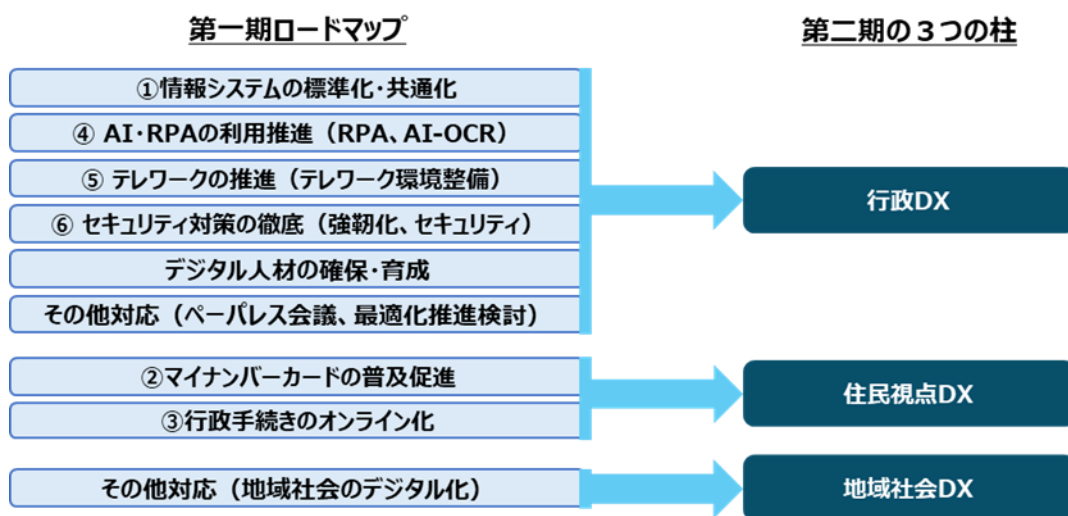 第一期ロードマップ
第二期の３つの柱
①情報システムの標準化・共通化
④ AI・RPAの利用推進（RPA、AI-OCR）
⑤ テレワークの推進（テレワーク環境整備）
⑥ セキュリティ対策の徹底（強靭化、セキュリティ）
デジタル人材の確保・育成
その他対応（ペーパレス会議、最適化推進検討）
行政DX
②マイナンバーカードの普及促進
③行政手続きのオンライン化
住民視点DX
その他対応（地域社会のデジタル化）
地域社会DX